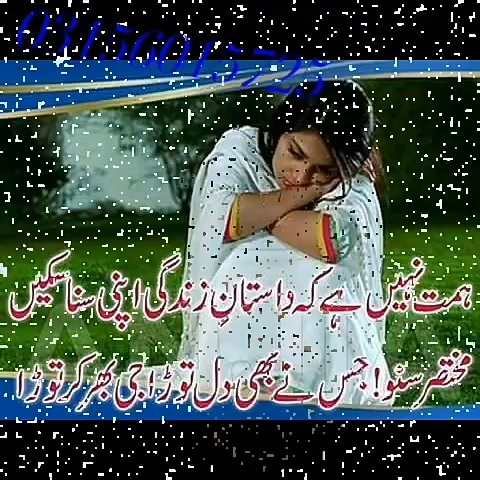 03156015725
ہمت نہیں ہے کہ داستانِ زندگی اپنی سنا سکیں
مختصر سنو! جس نے بھی دل توڑا جی بھر کر توڑا